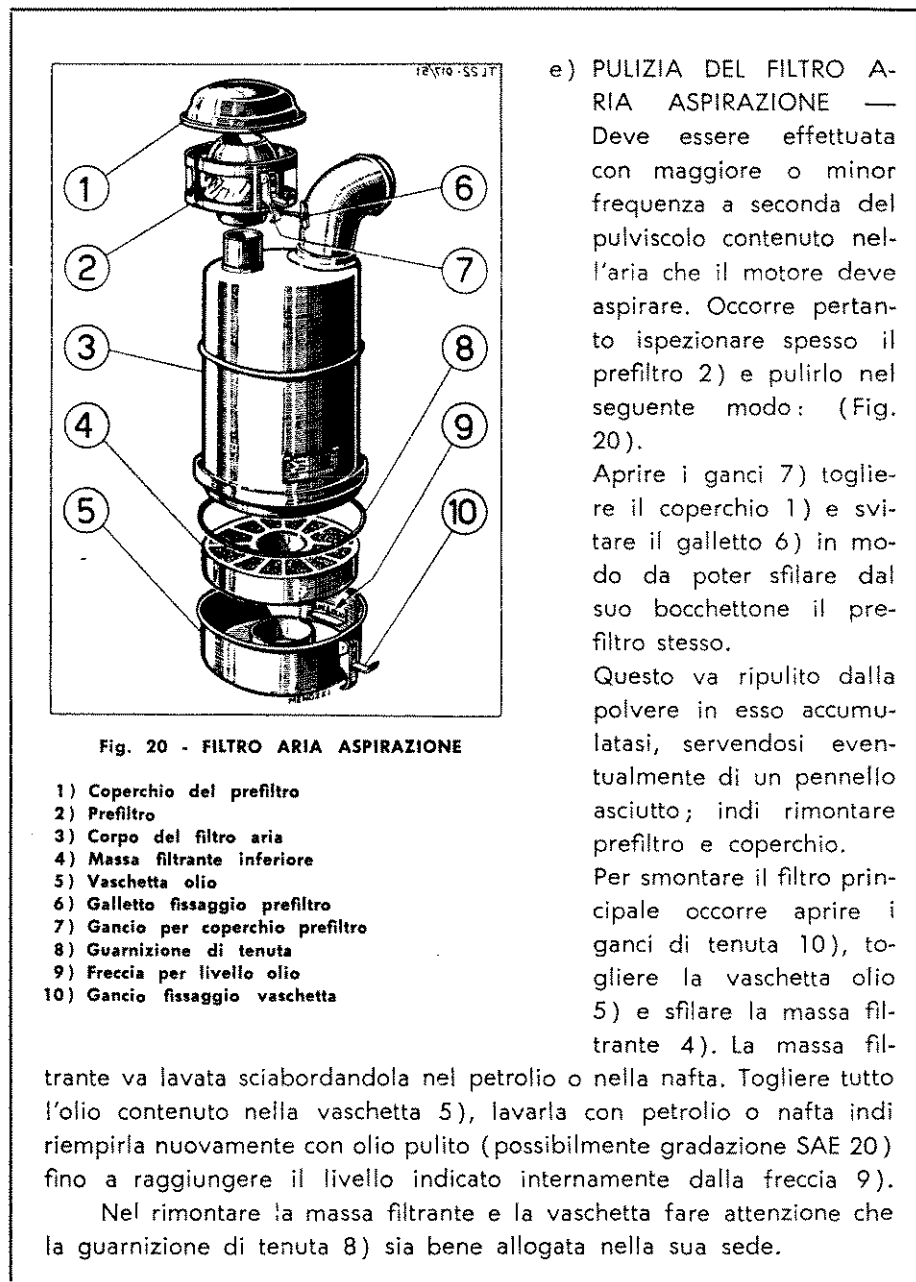 TL22-017/51
1
2
3
4
5
6
7
8
9
10
MENOZZI
Fig. 20 - FILTRO ARIA ASPIRAZIONE
1) Coperchio del prefiltro
2) Prefiltro
3) Corpo del filtro aria
4) Massa filtrante inferiore
5) Vaschetta olio
6) Galletto fissaggio prefiltro
7) Gancio per coperchio prefiltro
8) Guarnizione di tenuta
9) Freccia per livello olio
10) Gancio fissaggio vaschetta
e) PULIZIA DEL FILTRO A-
RIA ASPIRAZIONE —
Deve essere effettuata
con maggiore o minor
frequenza a seconda del
pulviscolo contenuto nel-
l'aria che il motore deve
aspirare. Occorre pertan-
to ispezionare spesso il
prefiltro 2) e pulirlo nel
seguente modo: (Fig.
20).
Aprire i ganci 7) toglie-
re il coperchio 1) e svi-
tare il galletto 6) in mo-
do da poter sfilare dal
suo bocchettone il pre-
filtro stesso.
Questo va ripulito dalla
polvere in esso accumu-
latasi, servendosi even-
tualmente di un pennello
asciutto; indi rimontare
prefiltro e coperchio.
Per smontare il filtro prin-
cipale occorre aprire i
ganci di tenuta 10), to-
gliere la vaschetta olio
5) e sfilare la massa fil-
trante 4). La massa fil-
trante va lavata sciabordandola nel petrolio o nella nafta. Togliere tutto
l'olio contenuto nella vaschetta 5), lavarla con petrolio o nafta indi
riempirla nuovamente con olio pulito (possibilmente gradazione SAE 20)
fino a raggiungere il livello indicato internamente dalla freccia 9).
Nel rimontare la massa filtrante e la vaschetta fare attenzione che
la guarnizione di tenuta 8) sia bene allogata nella sua sede.